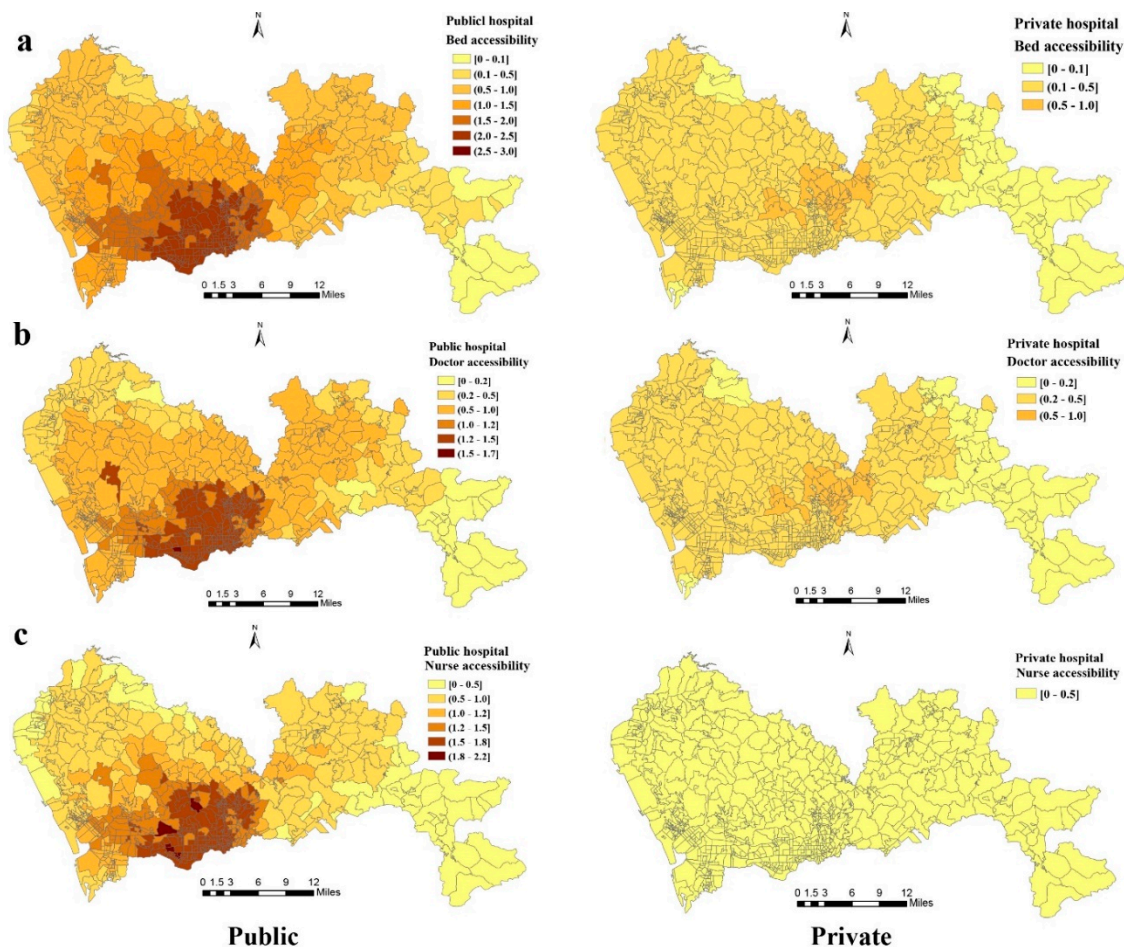 a
N
Publicl hospital
Bed accessibility
[0 - 0.1]
(0.1 - 0.5]
(0.5 - 1.0]
(1.0 - 1.5]
(1.5 - 2.0]
(2.0 - 2.5]
(2.5 - 3.0]
0 1.5 3 6 9 12
Miles
N
Private hospital
Bed accessibility
[0 - 0.1]
(0.1 - 0.5]
(0.5 - 1.0]
0 1.5 3 6 9 12
Miles
b
N
Public hospital
Doctor accessibility
[0 - 0.2]
(0.2 - 0.5]
(0.5 - 1.0]
(1.0 - 1.2]
(1.2 - 1.5]
(1.5 - 1.7]
0 1.5 3 6 9 12
Miles
N
Private hospital
Doctor accessibility
[0 - 0.2]
(0.2 - 0.5]
(0.5 - 1.0]
0 1.5 3 6 9 12
Miles
c
N
Public hospital
Nurse accessibility
[0 - 0.5]
(0.5 - 1.0]
(1.0 - 1.2]
(1.2 - 1.5]
(1.5 - 1.8]
(1.8 - 2.2]
0 1.5 3 6 9 12
Miles
N
Private hospital
Nurse accessibility
[0 - 0.5]
0 1.5 3 6 9 12
Miles
Public
Private